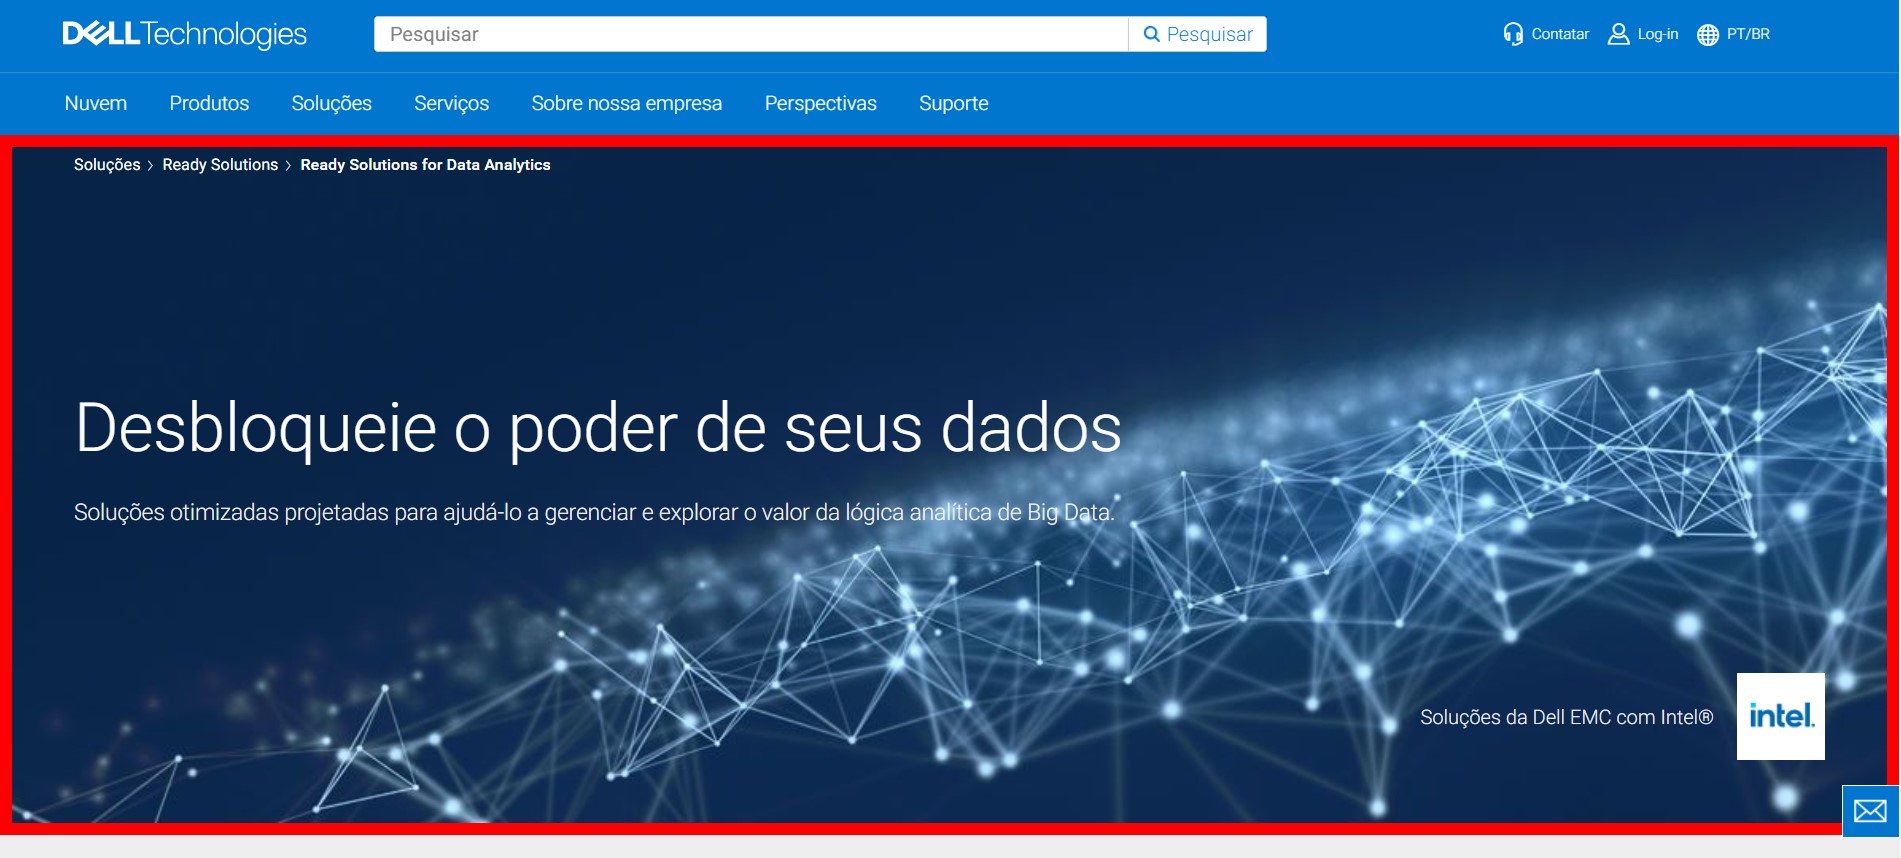 DELLTechnologies
Pesquisar
Pesquisar
Contatar
Log-in
PT/BR
Nuvem
Produtos
Soluções
Serviços
Sobre nossa empresa
Perspectivas
Suporte
Soluções > Ready Solutions > Ready Solutions for Data Analytics
Desbloqueie o poder de seus dados
Soluções otimizadas projetadas para ajudá-lo a gerenciar e explorar o valor da lógica analítica de Big Data.
Soluções da Dell EMC com Intel®
intel.